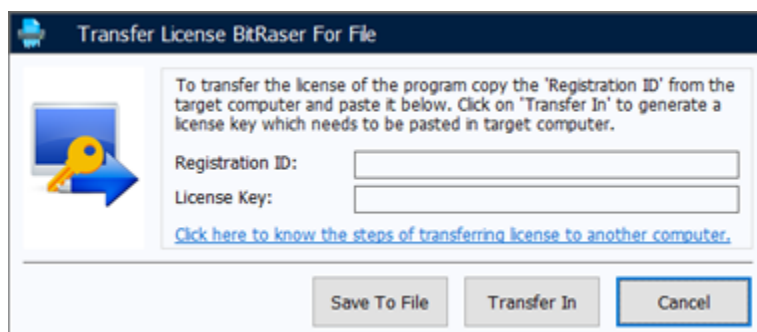 Transfer License BitRaser For File
To transfer the license of the program copy the 'Registration ID' from the
target computer and paste it below. Click on 'Transfer In' to generate a
license key which needs to be pasted in target computer.
Registration ID:
License Key:
Click here to know the steps of transferring license to another computer.
Save To File
Transfer In
Cancel